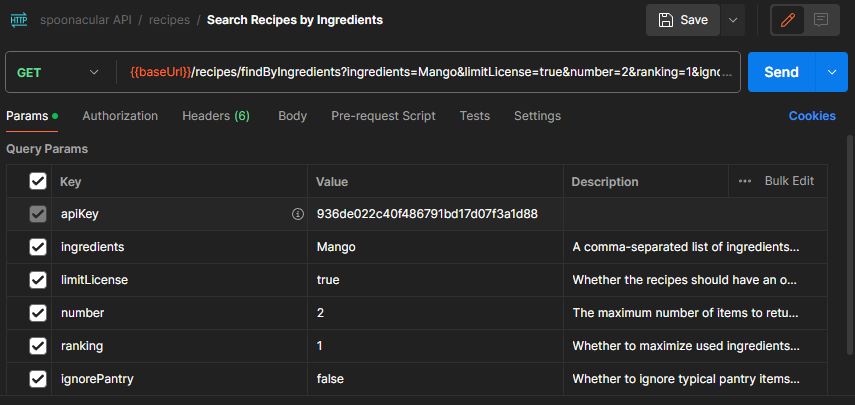 HTTP spoonacular API / recipes / Search Recipes by Ingredients Save
GET {{baseUrl}}/recipes/findByIngredients?ingredients=Mango&limitLicense=true&number=2&ranking=1&igno... Send
Params Authorization Headers (6) Body Pre-request Script Tests Settings Cookies
Query Params
Key Value Description ••• Bulk Edit
apiKey 936de022c40f486791bd17d07f3a1d88
ingredients Mango A comma-separated list of ingredients...
limitLicense true Whether the recipes should have an o...
number 2 The maximum number of items to retu...
ranking 1 Whether to maximize used ingredients...
ignorePantry false Whether to ignore typical pantry items...